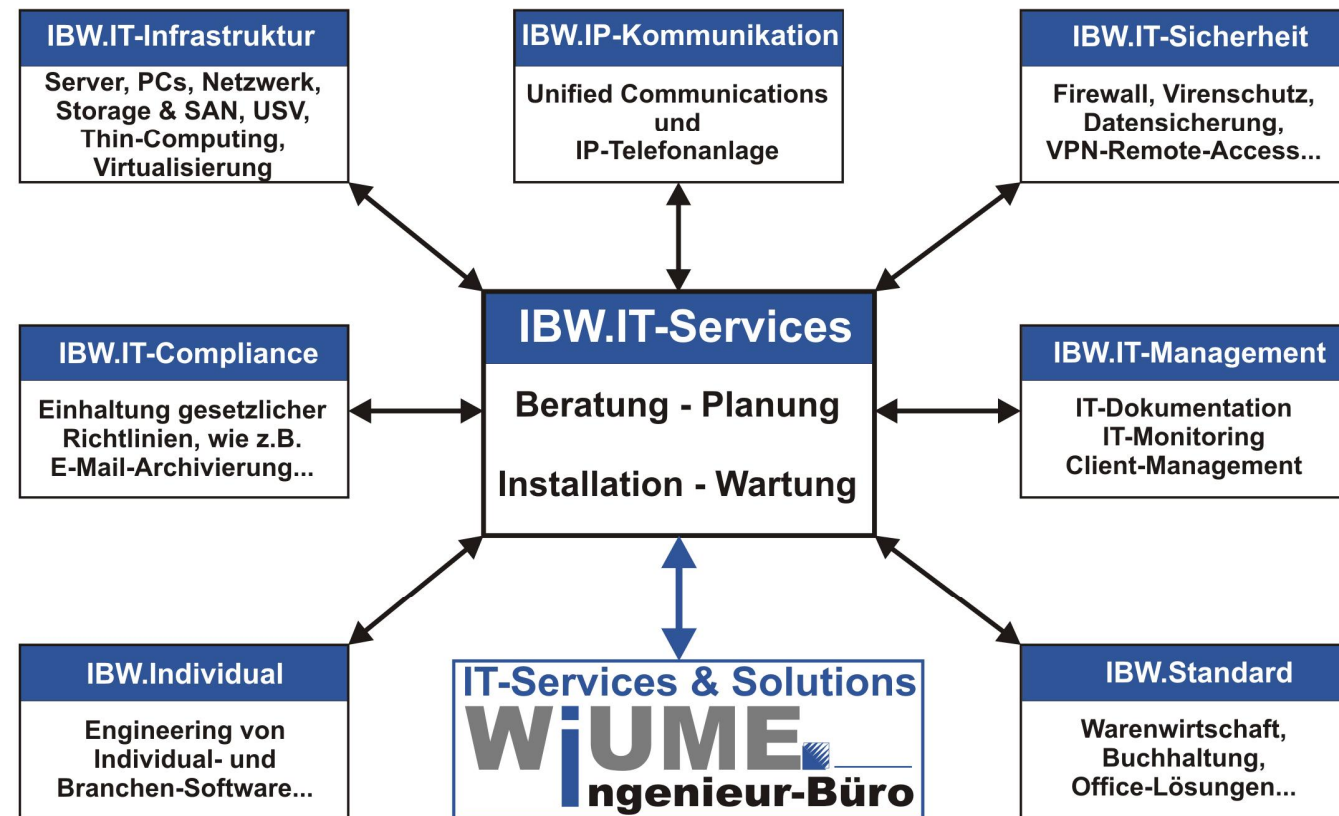 IBW.IT-Infrastruktur
Server, PCs, Netzwerk,
Storage & SAN, USV,
Thin-Computing,
Virtualisierung
IBW.IP-Kommunikation
Unified Communications
und
IP-Telefonanlage
IBW.IT-Sicherheit
Firewall, Virenschutz,
Datensicherung,
VPN-Remote-Access...
IBW.IT-Compliance
Einhaltung gesetzlicher
Richtlinien, wie z.B.
E-Mail-Archivierung...
IBW.IT-Services
Beratung - Planung
Installation - Wartung
IBW.IT-Management
IT-Dokumentation
IT-Monitoring
Client-Management
IBW.Individual
Engineering von
Individual- und
Branchen-Software...
IT-Services & Solutions
WiUME
ingenieur-Büro
IBW.Standard
Warenwirtschaft,
Buchhaltung,
Office-Lösungen...